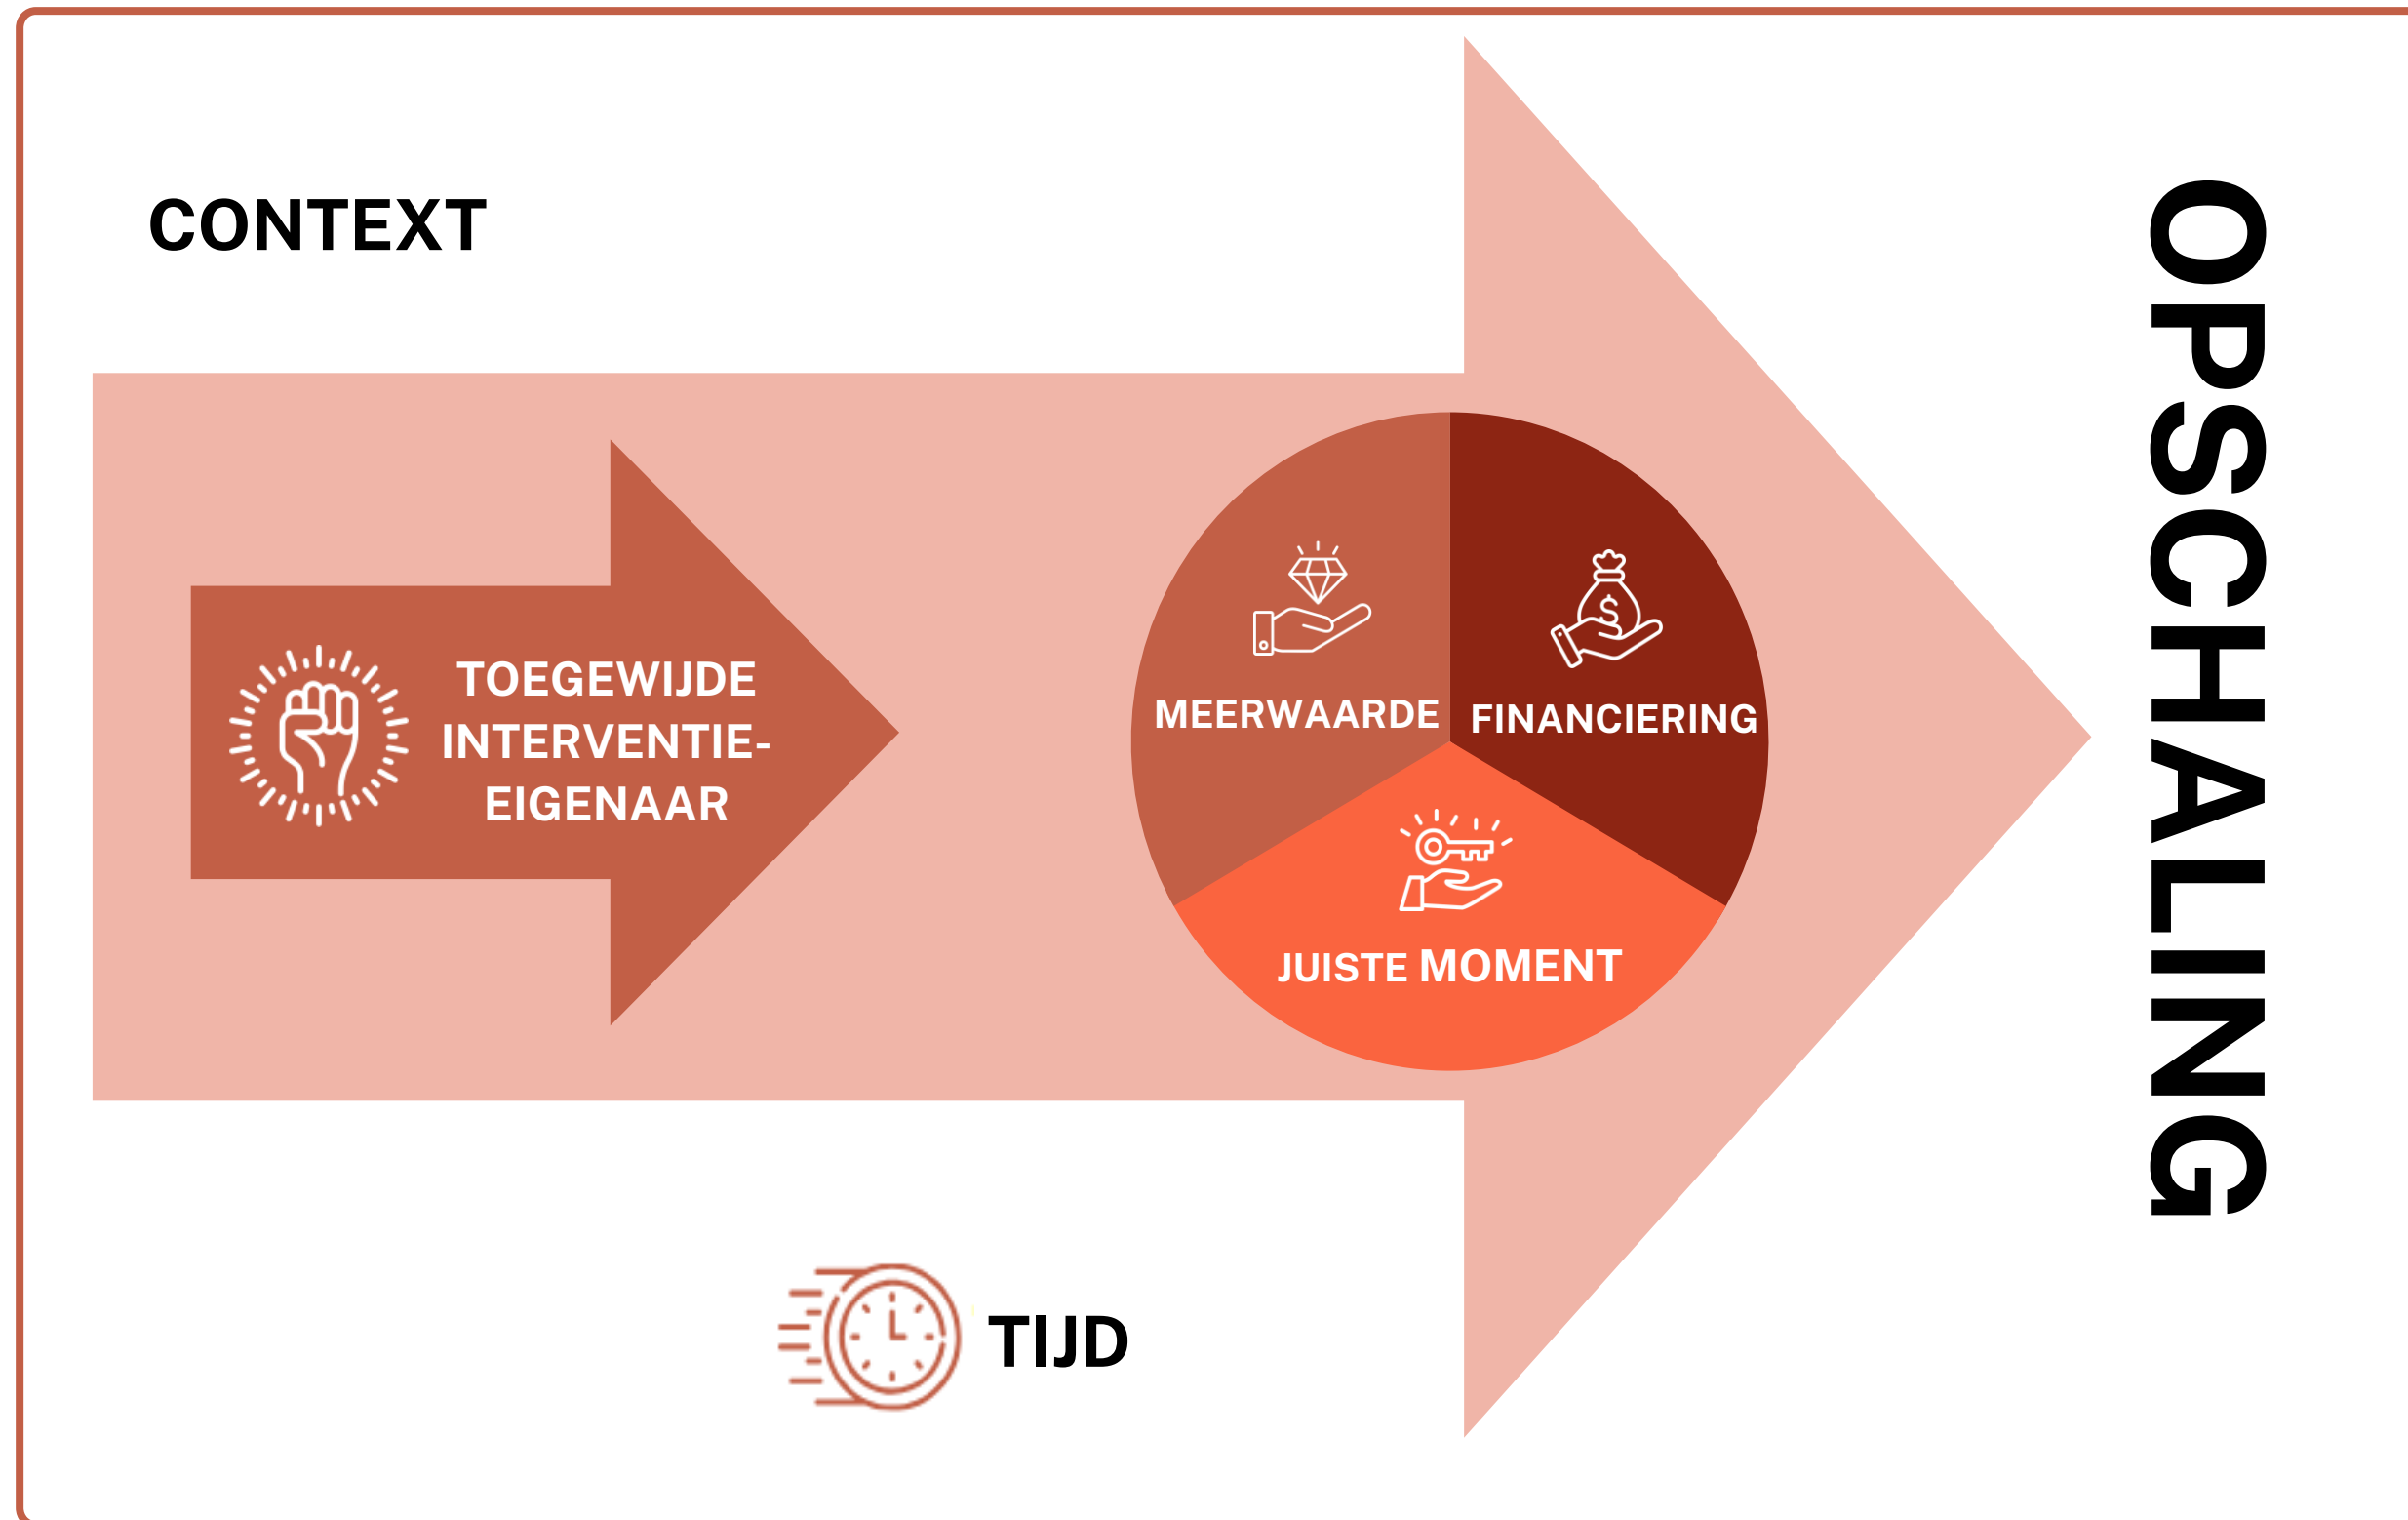 CONTEXT
TOEGEWIJDE
INTERVENTIE-
EIGENAAR
MEERWAARDE
FINANCIERING
JUISTE MOMENT
TIJD
OPSCHALING